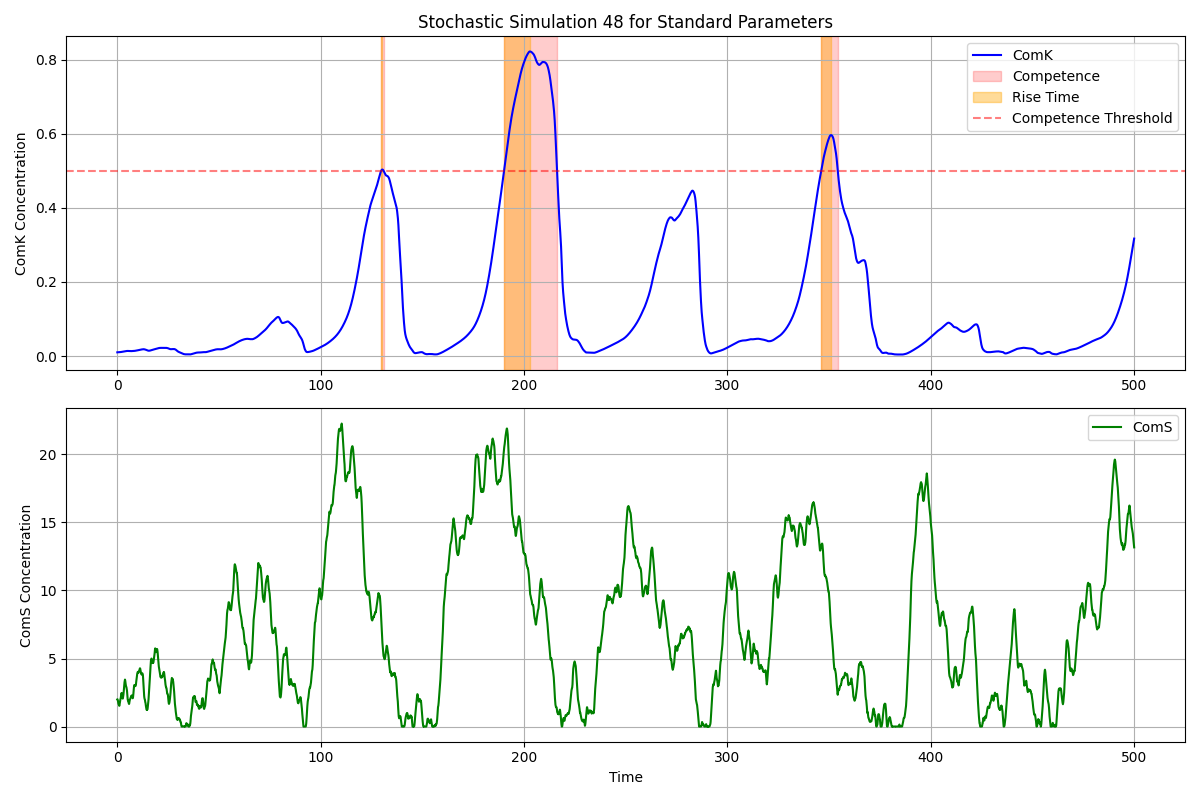 Stochastic Simulation 48 for Standard Parameters
ComK Concentration
0.8
0.6
0.4
0.2
0.0
ComK
Competence
Rise Time
Competence Threshold
0 100 200 300 400 500
ComS Concentration
20
15
10
5
0
ComS
0 100 200 300 400 500
Time